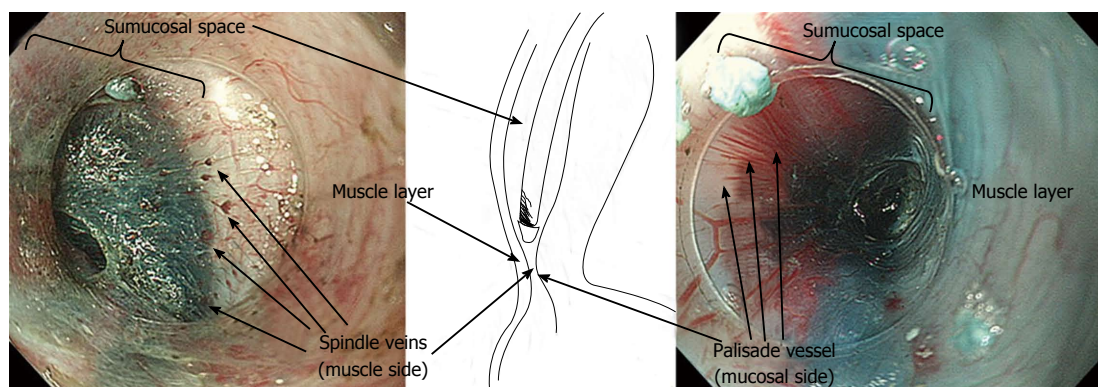 Sumucosal space
Sumucosal space
Muscle layer
Muscle layer
Spindle veins
(muscle side)
Palisade vessel
(mucosal side)